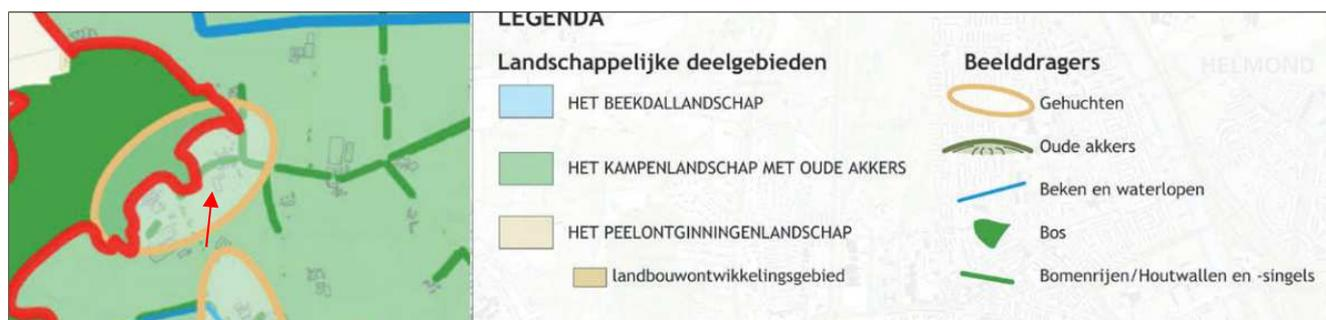 LEGENDA
Landschappelijke deelgebieden
HET BEEKDALLANDSCHAP
HET KAMPENLANDSCHAP MET OUDE AKKERS
HET PEELONTGINNINGENLANDSCHAP
landbouwontwikkelingsgebied
Beelddragers
HELMOND
Gehuchten
Oude akkers
Beken en waterlopen
Bos
Bomenrijen/Houtwallen en -singels